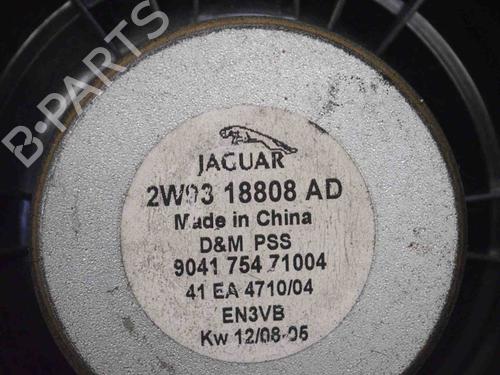 B-PARTS
JAGUAR
2W93 18808 AD
Made in China
D&M PSS
9041 754 71004
41 EA 4710/04
EN3VB
Kw 12/08-05